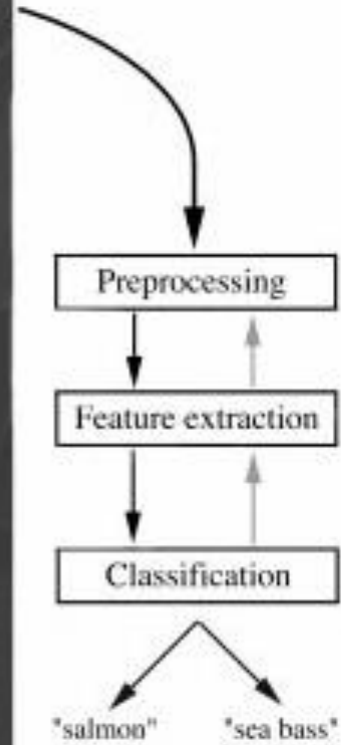 Preprocessing
Feature extraction
Classification
"salmon" "sea bass"